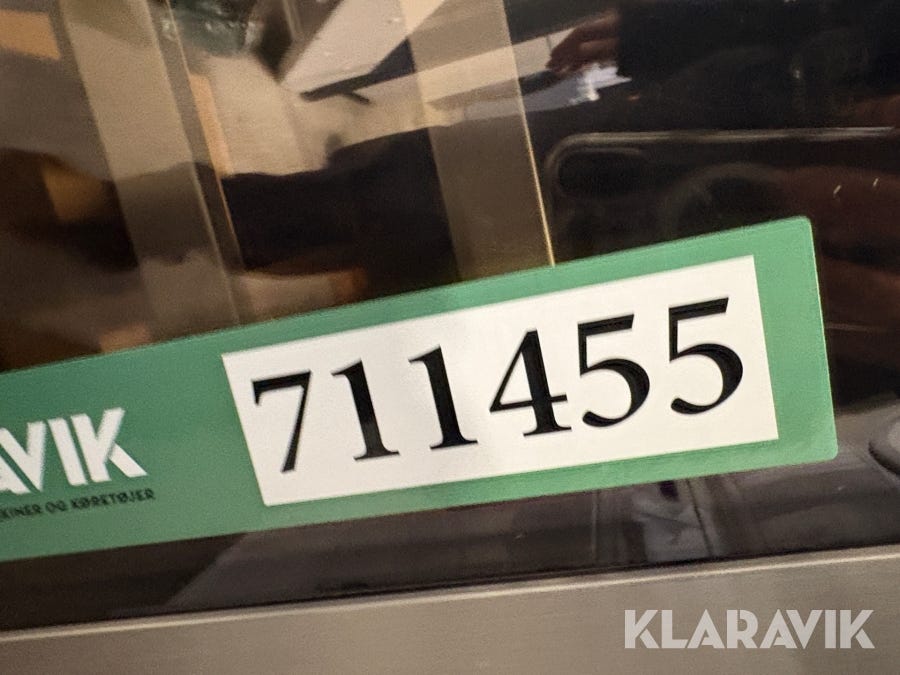 711455
AVIK
KINER OG KØRETØJER
KLARAVIK